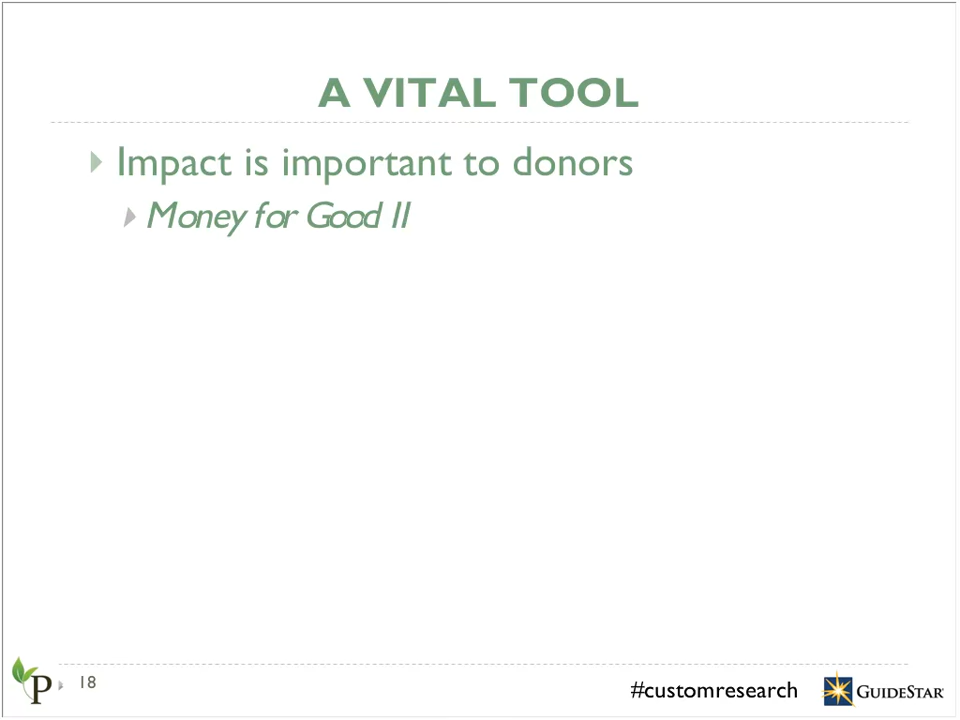 A VITAL TOOL
Impact is important to donors
Money for Good II
P
18
#customresearch
GUIDESTAR